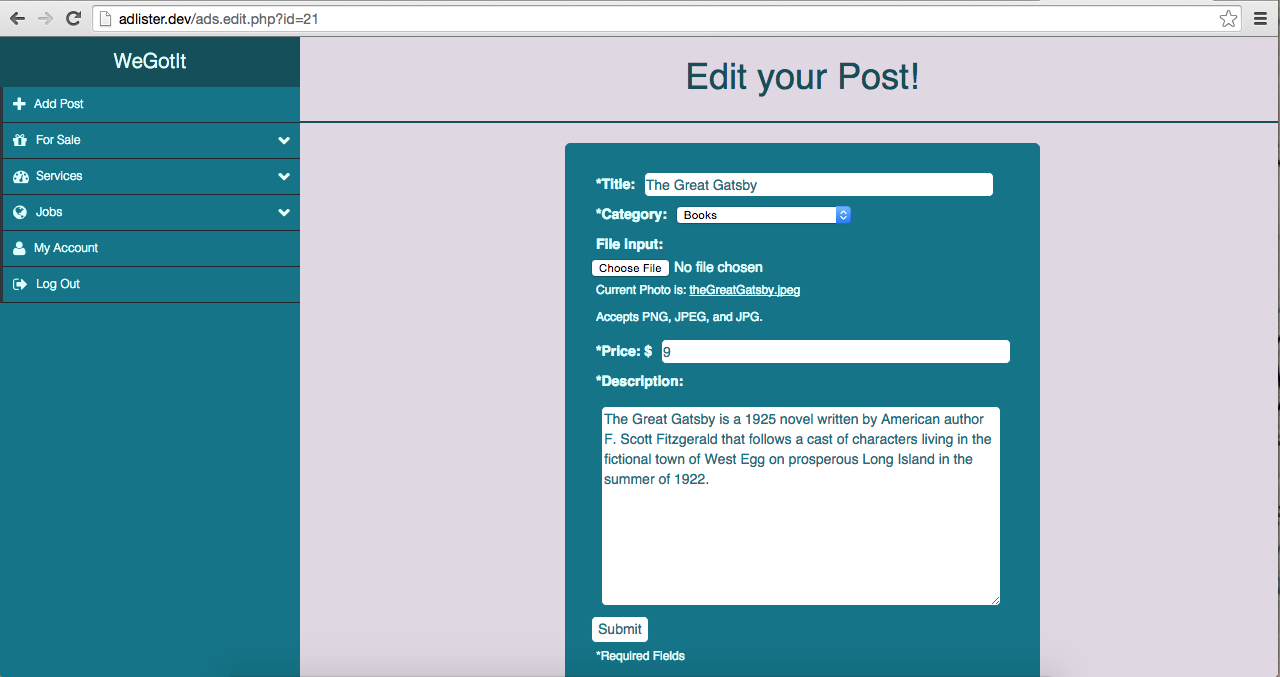 adlister.dev/ads.edit.php?id=21
WeGotIt
Add Post
For Sale
Services
Jobs
My Account
Log Out
Edit your Post!
*Title: The Great Gatsby
*Category: Books
File Input:
Choose File No file chosen
Current Photo is: theGreatGatsby.jpeg
Accepts PNG, JPEG, and JPG.
*Price: $ 9
*Description:
The Great Gatsby is a 1925 novel written by American author
F. Scott Fitzgerald that follows a cast of characters living in the
fictional town of West Egg on prosperous Long Island in the
summer of 1922.
Submit
*Required Fields